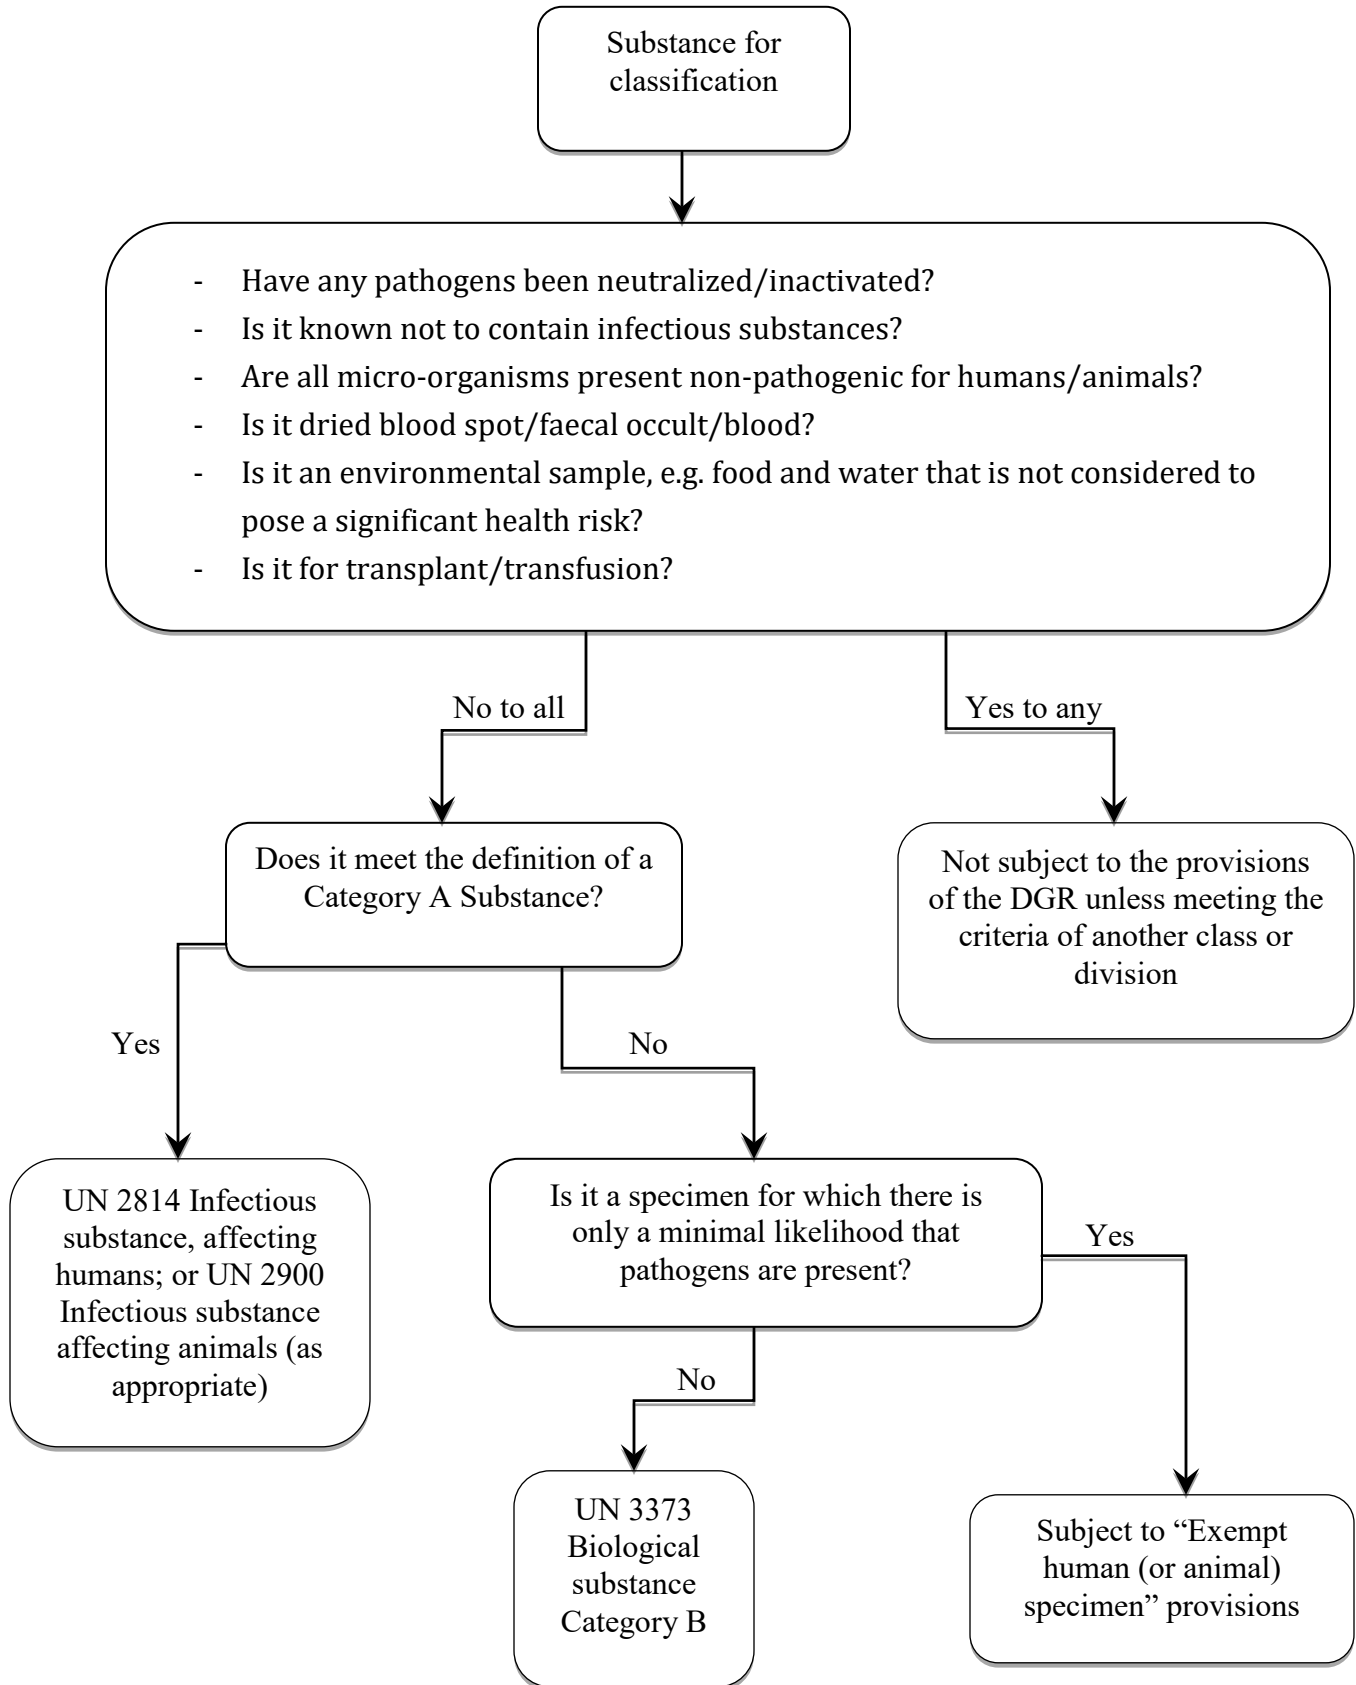 Substance for
classification
- Have any pathogens been neutralized/inactivated?
- Is it known not to contain infectious substances?
- Are all micro-organisms present non-pathogenic for humans/animals?
- Is it dried blood spot/faecal occult/blood?
- Is it an environmental sample, e.g. food and water that is not considered to
pose a significant health risk?
- Is it for transplant/transfusion?
No to all
Yes to any
Does it meet the definition of a
Category A Substance?
Not subject to the provisions
of the DGR unless meeting the
criteria of another class or
division
Yes
No
UN 2814 Infectious
substance, affecting
humans; or UN 2900
Infectious substance
affecting animals (as
appropriate)
Is it a specimen for which there is
only a minimal likelihood that
pathogens are present?
Yes
No
UN 3373
Biological
substance
Category B
Subject to “Exempt
human (or animal)
specimen” provisions